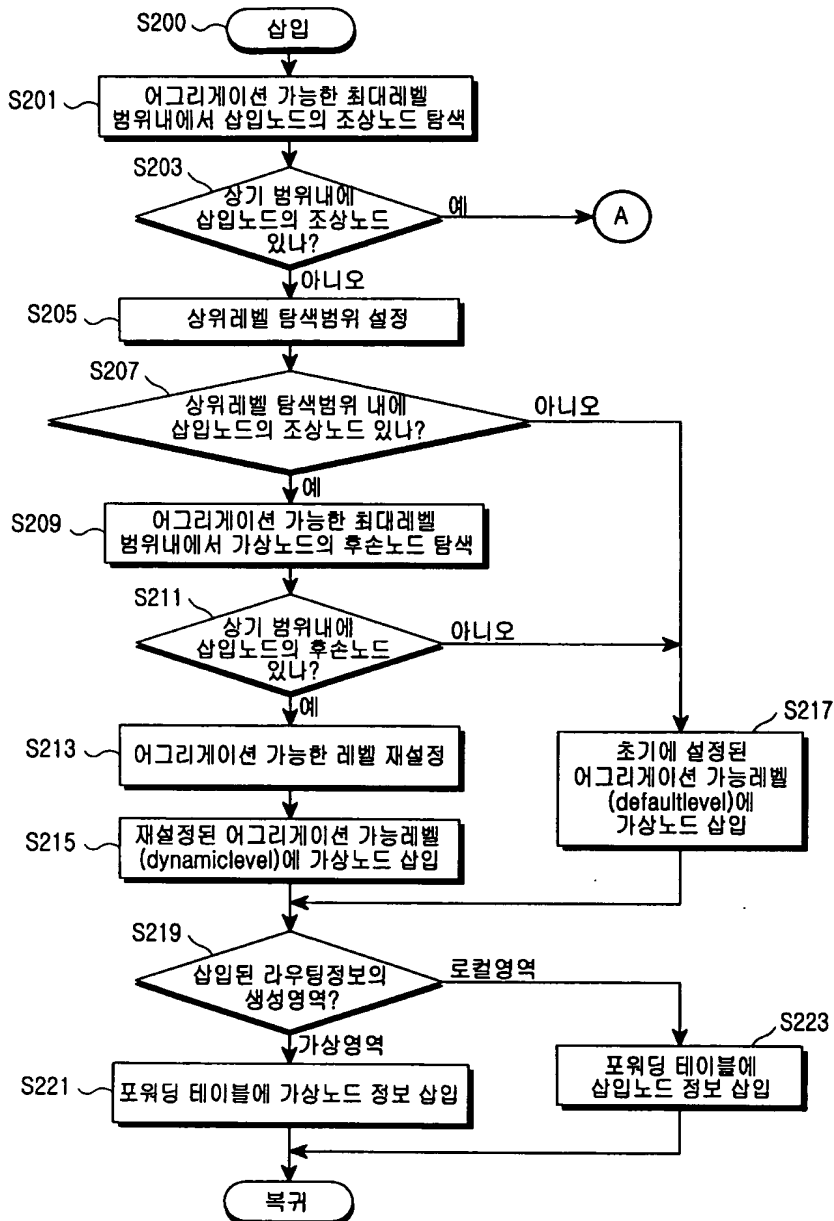 S200
삽입
S201
어그리게이션 가능한 최대레벨
범위내에서 삽입노드의 조상노드 탐색
S203
상기 범위내에
삽입노드의 조상노드
있나?
예
A
아니오
S205
상위레벨 탐색범위 설정
S207
상위레벨 탐색범위 내에
삽입노드의 조상노드 있나?
아니오
예
S209
어그리게이션 가능한 최대레벨
범위내에서 가상노드의 후손노드 탐색
S211
상기 범위내에
삽입노드의 후손노드
있나?
아니오
예
S213
어그리게이션 가능한 레벨 재설정
S217
초기에 설정된
어그리게이션 가능레벨
(defaultlevel)에
가상노드 삽입
S215
재설정된 어그리게이션 가능레벨
(dynamiclevel)에 가상노드 삽입
S219
삽입된 라우팅정보의
생성영역?
로컬영역
가상영역
S221
포워딩 테이블에 가상노드 정보 삽입
S223
포워딩 테이블에
삽입노드 정보 삽입
복귀